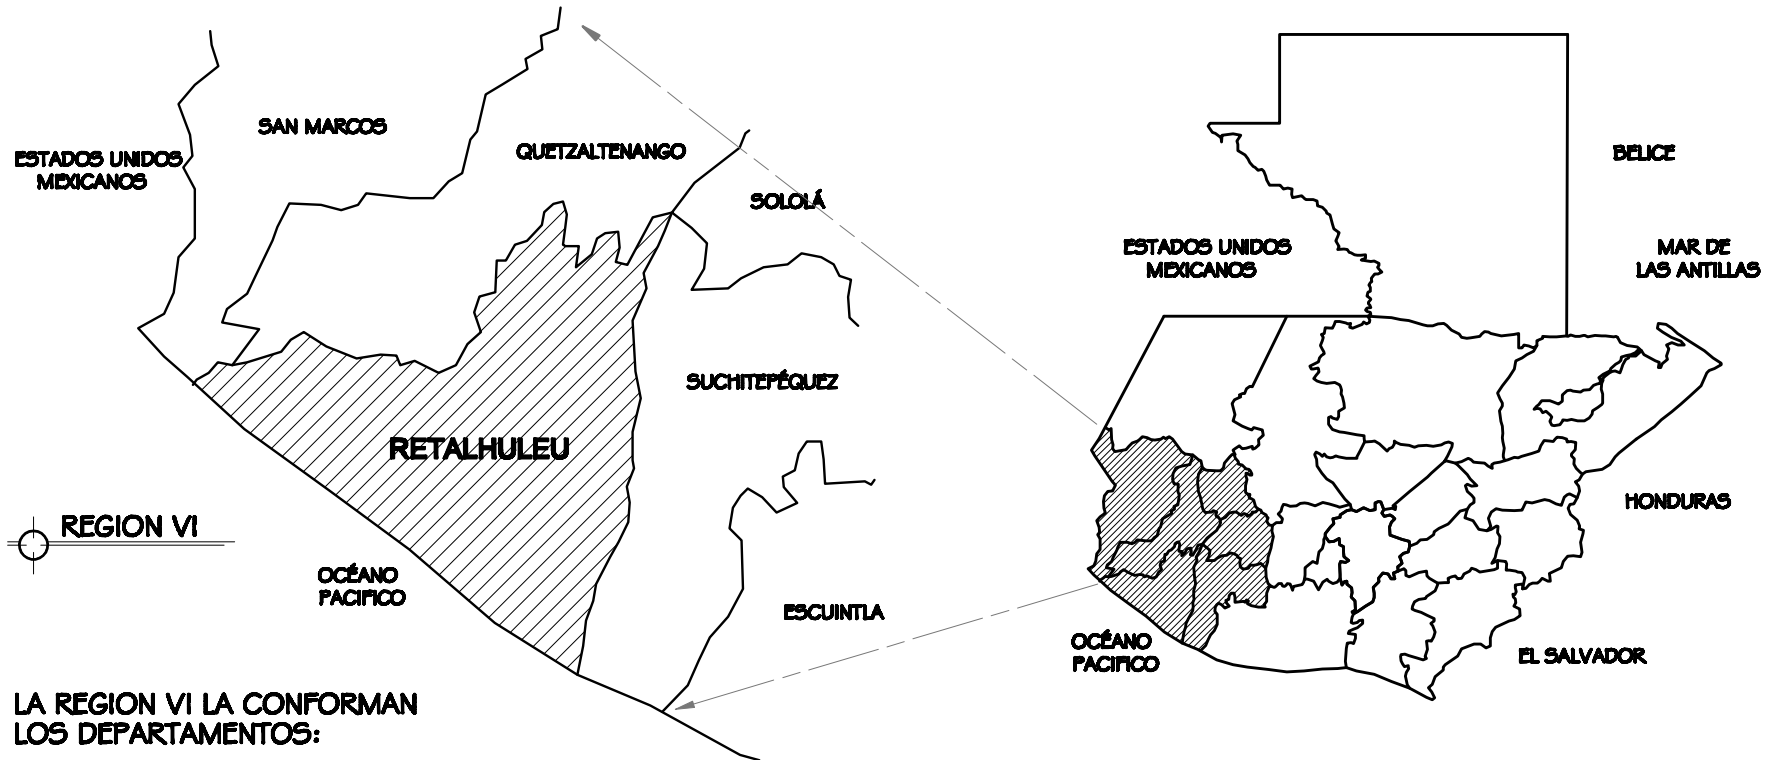 SAN MARCOS
ESTADOS UNIDOS
MEXICANOS
QUETZALTENANGO
SOLOLÁ
SUCHITEPÉQUEZ
RETALHULEU
REGION VI
OCÉANO
PACIFICO
ESCUINTLA
LA REGION VI LA CONFORMAN
LOS DEPARTAMENTOS:
BELICE
ESTADOS UNIDOS
MEXICANOS
MAR DE
LAS ANTILLAS
HONDURAS
OCÉANO
PACIFICO
EL SALVADOR